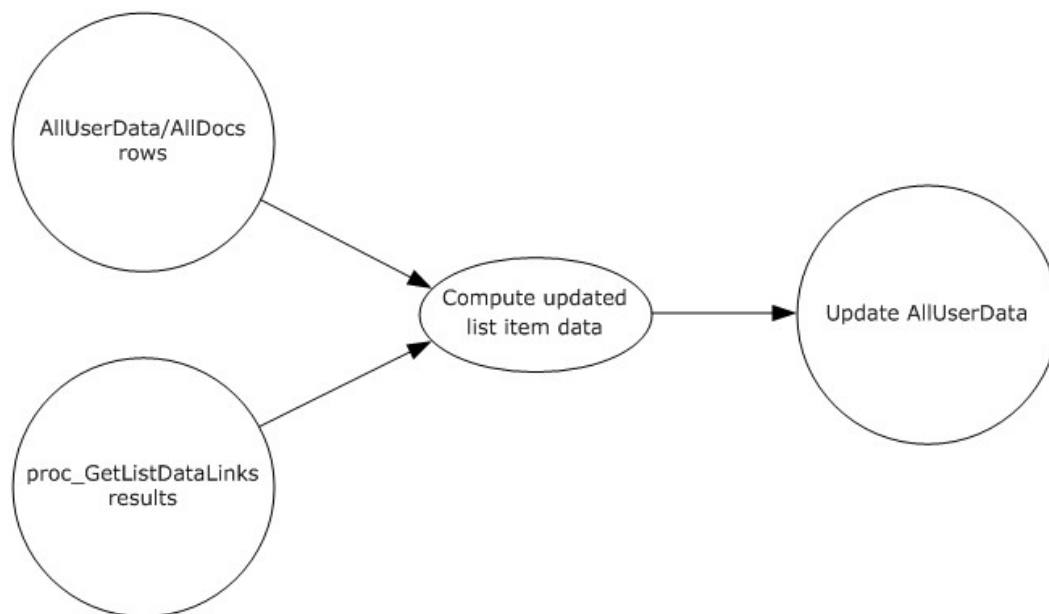 AllUserData/AllDocs
rows
Compute updated
list item data
Update AllUserData
proc_GetListDataLinks
results